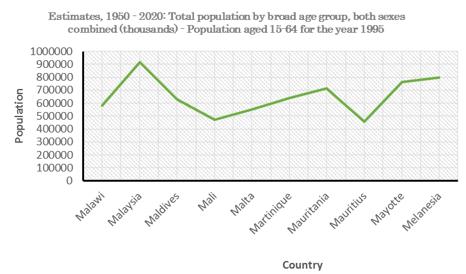 Estimates, 1950 - 2020: Total population by broad age group, both sexes
combined (thousands) - Population aged 15-64 for the year 1995
Population
1000000
900000
800000
700000
600000
500000
400000
300000
200000
100000
0
Malawi
Malaysia
Maldives
Mali
Malta
Martinique
Mauritania
Mauritius
Mayotte
Melanesia
Country